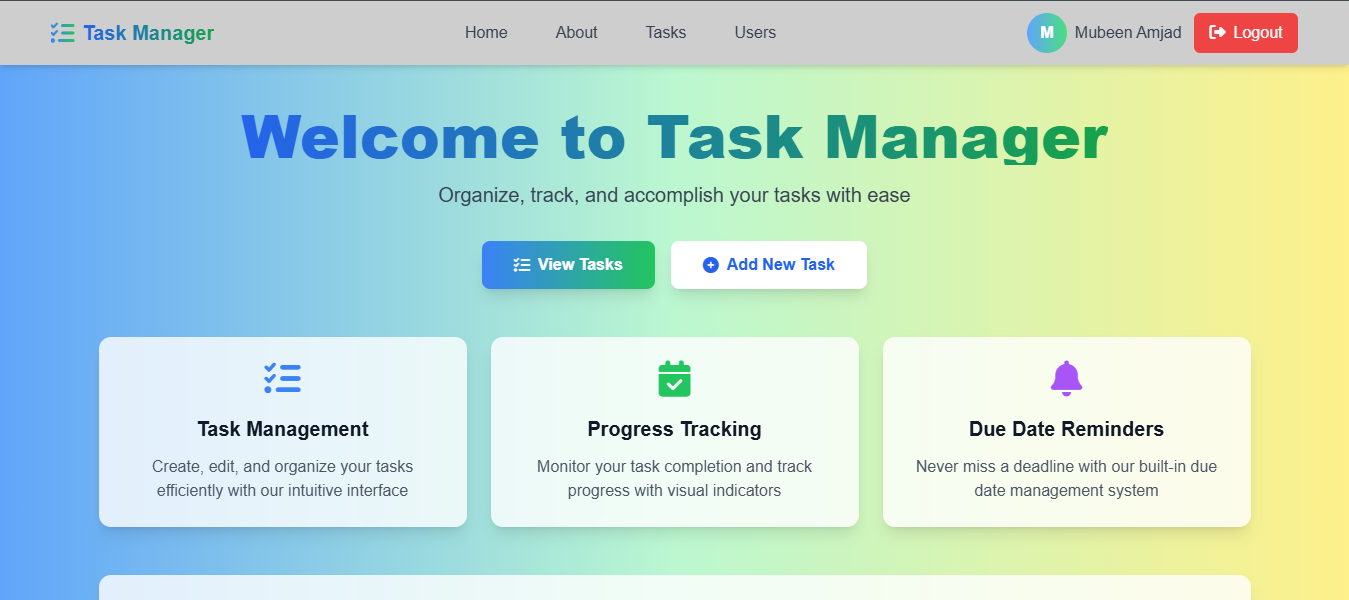 Task Manager
Home
About
Tasks
Users
M
Mubeen Amjad
Logout
Welcome to Task Manager
Organize, track, and accomplish your tasks with ease
View Tasks
Add New Task
Task Management
Create, edit, and organize your tasks
efficiently with our intuitive interface
Progress Tracking
Monitor your task completion and track
progress with visual indicators
Due Date Reminders
Never miss a deadline with our built-in due
date management system